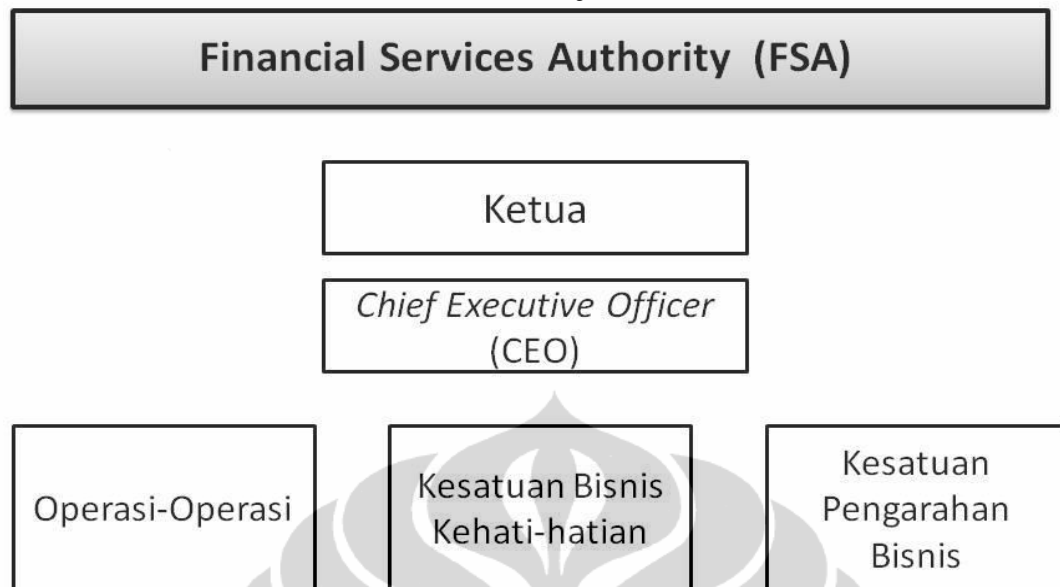 Financial Services Authority (FSA)
Ketua
Chief Executive Officer
(CEO)
Operasi-Operasi
Kesatuan Bisnis
Kehati-hatian
Kesatuan
Pengarahan
Bisnis